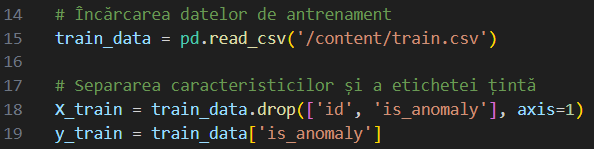 14 # Încărcarea datelor de antrenament
15 train_data = pd.read_csv('/content/train.csv')
16
17 # Separarea caracteristicilor și a etichetei țintă
18 X_train = train_data.drop(['id', 'is_anomaly'], axis=1)
19 y_train = train_data['is_anomaly']